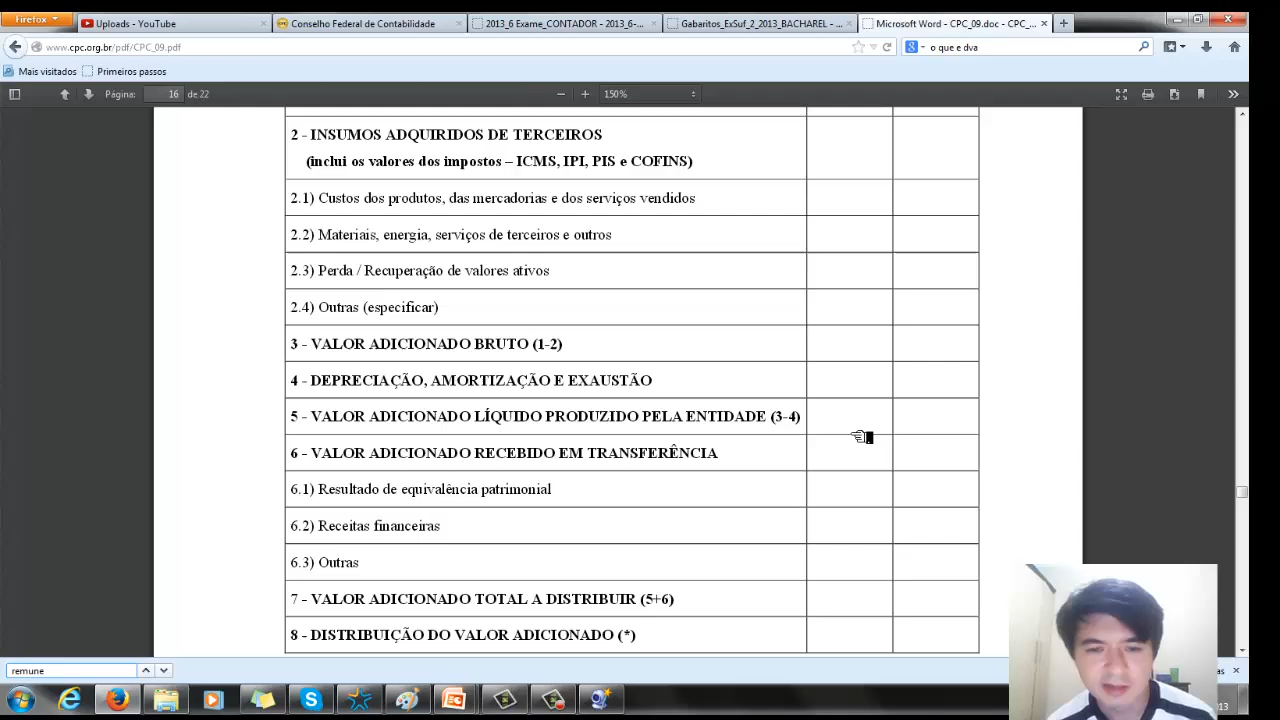 Firefox
Uploads - YouTube
Conselho Federal de Contabilidade
2013_6 Exame_CONTADOR - 2013_6-...
Gabaritos_ExSuf_2_2013_BACHAREL - ...
Microsoft Word - CPC_09.doc - CPC_...
www.cpc.org.br/pdf/CPC_09.pdf
o que e dva
Mais visitados
Primeiros passos
Página:
16
de 22
150%
2 - INSUMOS ADQUIRIDOS DE TERCEIROS
(inclui os valores dos impostos – ICMS, IPI, PIS e COFINS)
2.1) Custos dos produtos, das mercadorias e dos serviços vendidos
2.2) Materiais, energia, serviços de terceiros e outros
2.3) Perda / Recuperação de valores ativos
2.4) Outras (especificar)
3 - VALOR ADICIONADO BRUTO (1-2)
4 - DEPRECIAÇÃO, AMORTIZAÇÃO E EXAUSTÃO
5 - VALOR ADICIONADO LÍQUIDO PRODUZIDO PELA ENTIDADE (3-4)
6 - VALOR ADICIONADO RECEBIDO EM TRANSFERÊNCIA
6.1) Resultado de equivalência patrimonial
6.2) Receitas financeiras
6.3) Outras
7 - VALOR ADICIONADO TOTAL A DISTRIBUIR (5+6)
8 - DISTRIBUIÇÃO DO VALOR ADICIONADO (*)
remune
as
013